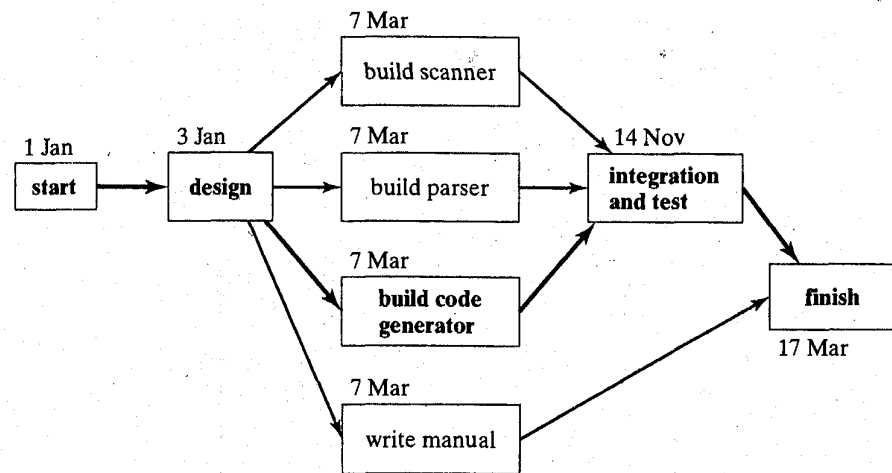 7 Mar
build scanner
1 Jan
start
3 Jan
design
7 Mar
build parser
14 Nov
integration
and test
7 Mar
build code
generator
finish
17 Mar
7 Mar
write manual